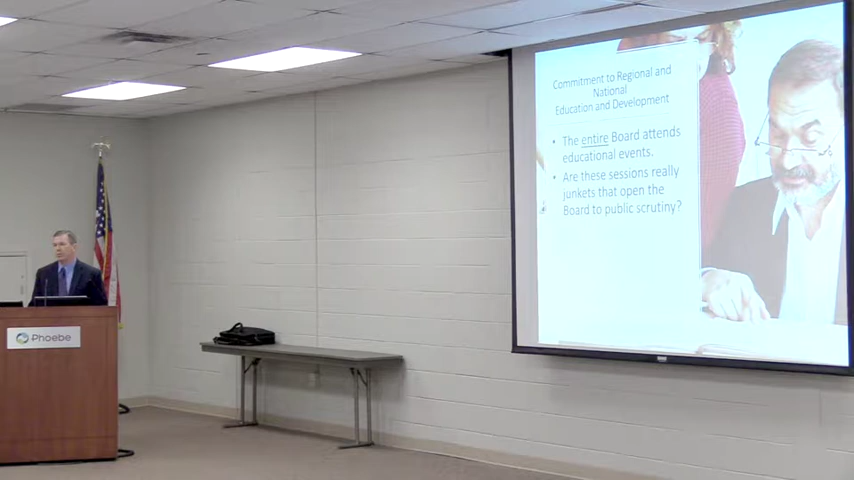 Commitment to Regional and
National
Education and Development
• The entire Board attends
educational events.
• Are these sessions really
junkets that open the
Board to public scrutiny?
Phoebe